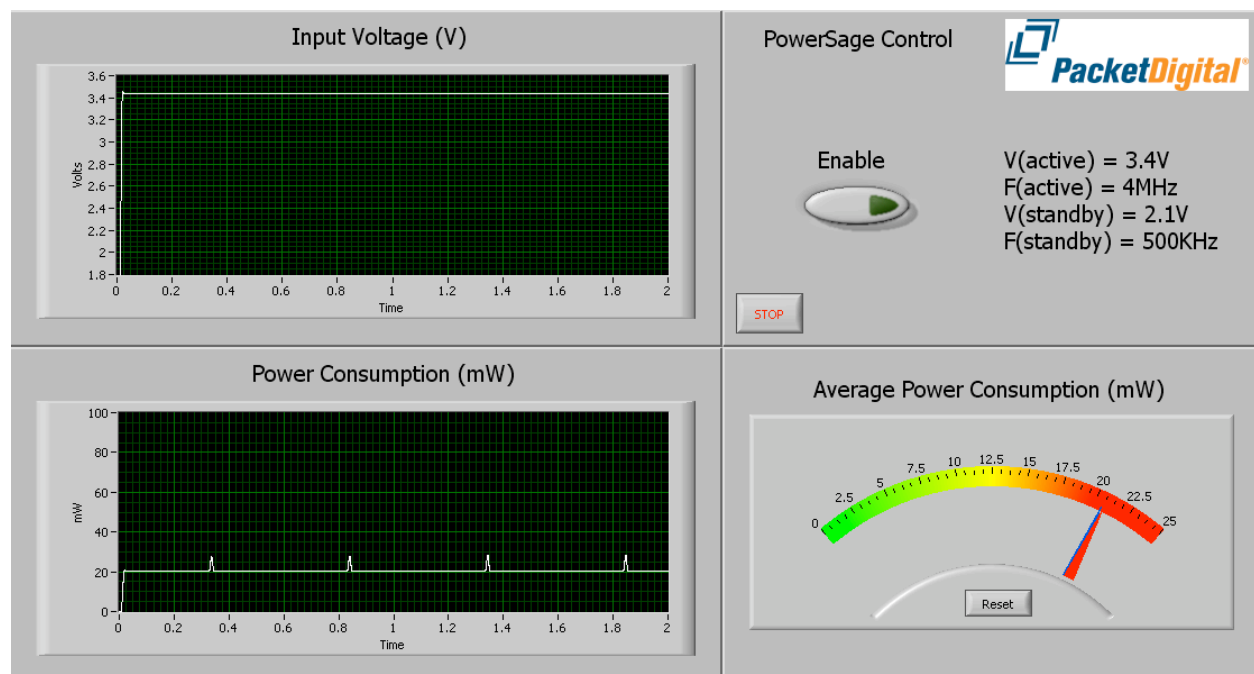 Input Voltage (V)
3.6
3.4
3.2
3
2.8
2.6
2.4
2.2
2
1.8
Volts
0 0.2 0.4 0.6 0.8 1 1.2 1.4 1.6 1.8 2
Time
PowerSage Control
PacketDigital
Enable
V(active) = 3.4V
F(active) = 4MHz
V(standby) = 2.1V
F(standby) = 500KHz
STOP
Power Consumption (mW)
100
80
60
40
20
0
mW
0 0.2 0.4 0.6 0.8 1 1.2 1.4 1.6 1.8 2
Time
Average Power Consumption (mW)
0 2.5 5 7.5 10 12.5 15 17.5 20 22.5 25
Reset